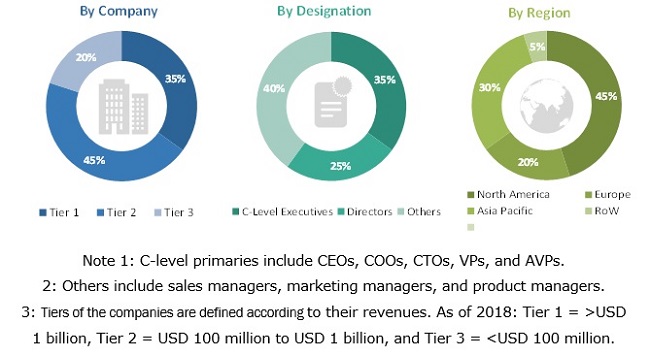 By Company
By Designation
By Region
20%
35%
45%
40%
35%
25%
5%
30%
45%
20%
Tier 1 Tier 2 Tier 3
C-Level Executives Directors Others
North America Europe
Asia Pacific RoW
Note 1: C-level primaries include CEOs, COOs, CTOs, VPs, and AVPs.
2: Others include sales managers, marketing managers, and product managers.
3: Tiers of the companies are defined according to their revenues. As of 2018: Tier 1 = >USD
1 billion, Tier 2 = USD 100 million to USD 1 billion, and Tier 3 = <USD 100 million.